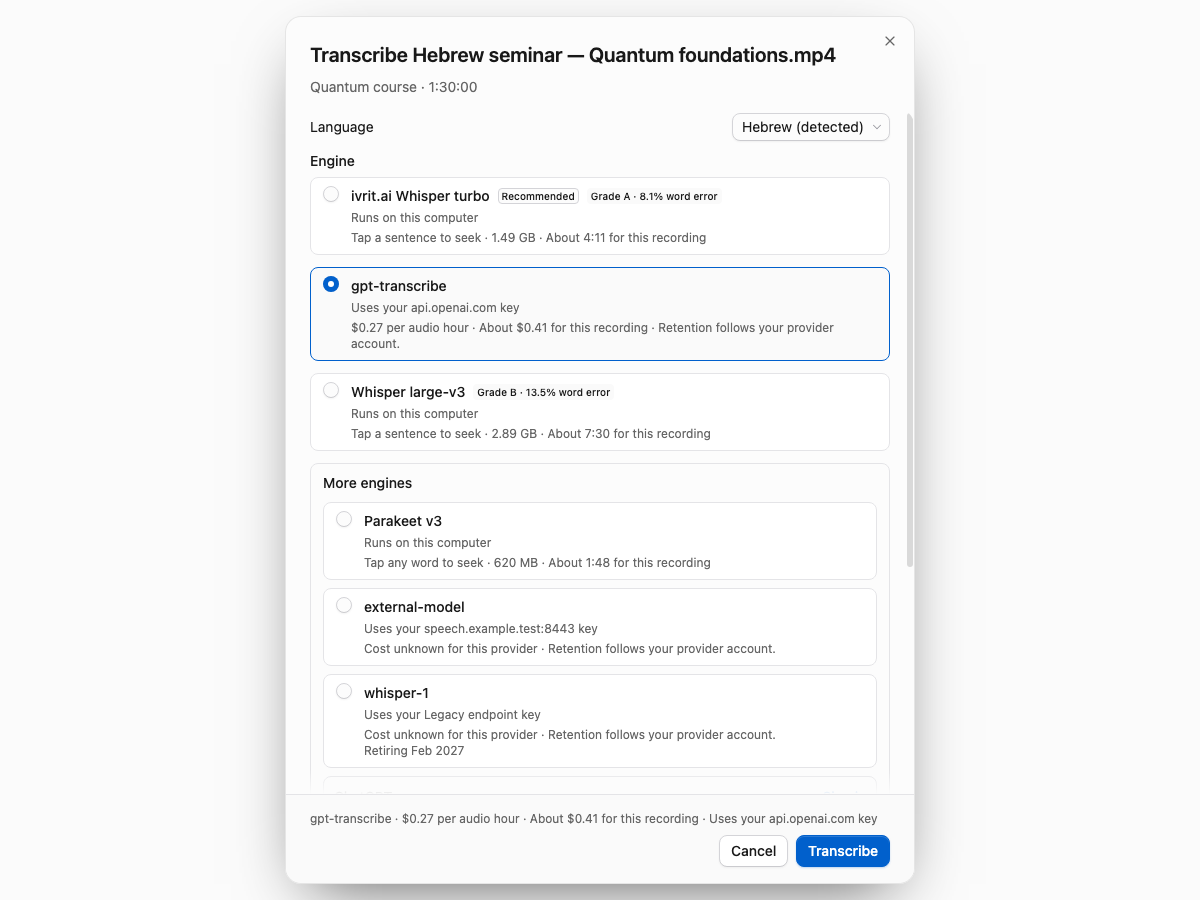 Transcribe Hebrew seminar — Quantum foundations.mp4
Quantum course · 1:30:00
Language
Hebrew (detected)
Engine
ivrit.ai Whisper turbo Recommended Grade A · 8.1% word error
Runs on this computer
Tap a sentence to seek · 1.49 GB · About 4:11 for this recording
gpt-transcribe
Uses your api.openai.com key
$0.27 per audio hour · About $0.41 for this recording · Retention follows your provider
account.
Whisper large-v3 Grade B · 13.5% word error
Runs on this computer
Tap a sentence to seek · 2.89 GB · About 7:30 for this recording
More engines
Parakeet v3
Runs on this computer
Tap any word to seek · 620 MB · About 1:48 for this recording
external-model
Uses your speech.example.test:8443 key
Cost unknown for this provider · Retention follows your provider account.
whisper-1
Uses your Legacy endpoint key
Cost unknown for this provider · Retention follows your provider account.
Retiring Feb 2027
gpt-transcribe · $0.27 per audio hour · About $0.41 for this recording · Uses your api.openai.com key
Cancel
Transcribe